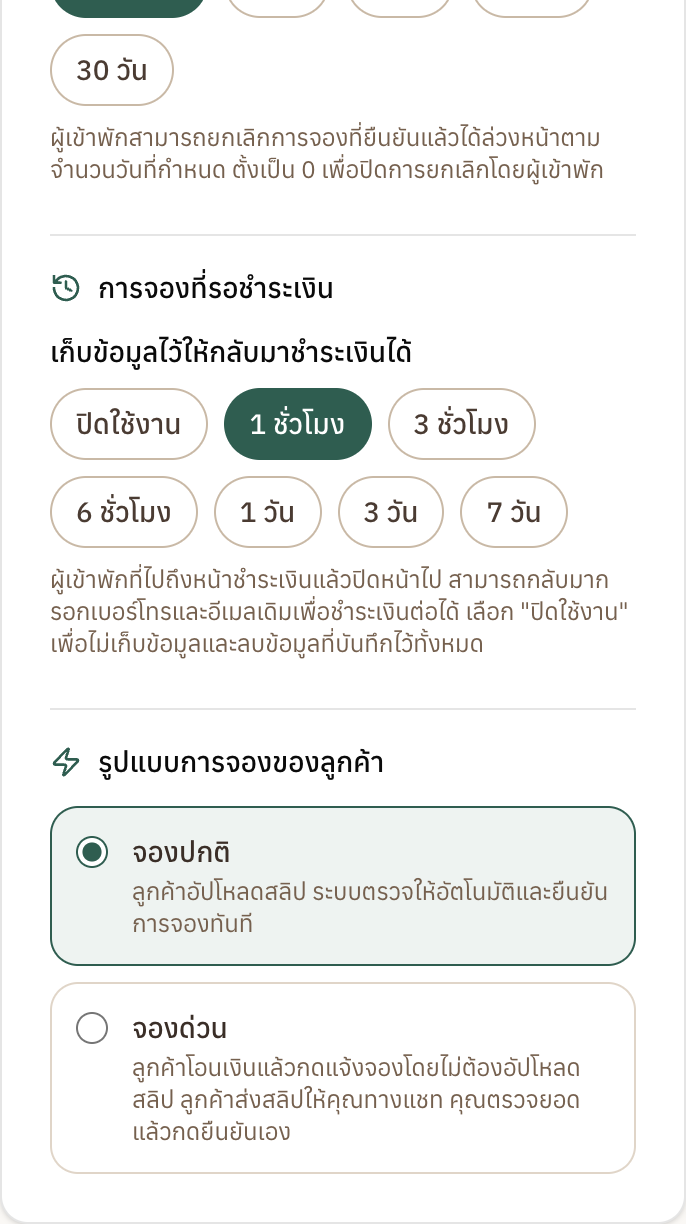 30 วัน
ผู้เข้าพักสามารถยกเลิกการจองที่ยืนยันแล้วได้ล่วงหน้าตาม
จำนวนวันที่กำหนด ตั้งเป็น 0 เพื่อปิดการยกเลิกโดยผู้เข้าพัก
การจองที่รอชำระเงิน
เก็บข้อมูลไว้ให้กลับมาชำระเงินได้
ปิดใช้งาน
1 ชั่วโมง
3 ชั่วโมง
6 ชั่วโมง
1 วัน
3 วัน
7 วัน
ผู้เข้าพักที่ไปถึงหน้าชำระเงินแล้วปิดหน้าไป สามารถกลับมาก
รอกเบอร์โทรและอีเมลเดิมเพื่อชำระเงินต่อได้ เลือก "ปิดใช้งาน"
เพื่อไม่เก็บข้อมูลและลบข้อมูลที่บันทึกไว้ทั้งหมด
รูปแบบการจองของลูกค้า
จองปกติ
ลูกค้าอัปโหลดสลิป ระบบตรวจให้อัตโนมัติและยืนยัน
การจองทันที
จองด่วน
ลูกค้าโอนเงินแล้วกดแจ้งจองโดยไม่ต้องอัปโหลด
สลิป ลูกค้าส่งสลิปให้คุณทางแชท คุณตรวจยอด
แล้วกดยืนยันเอง